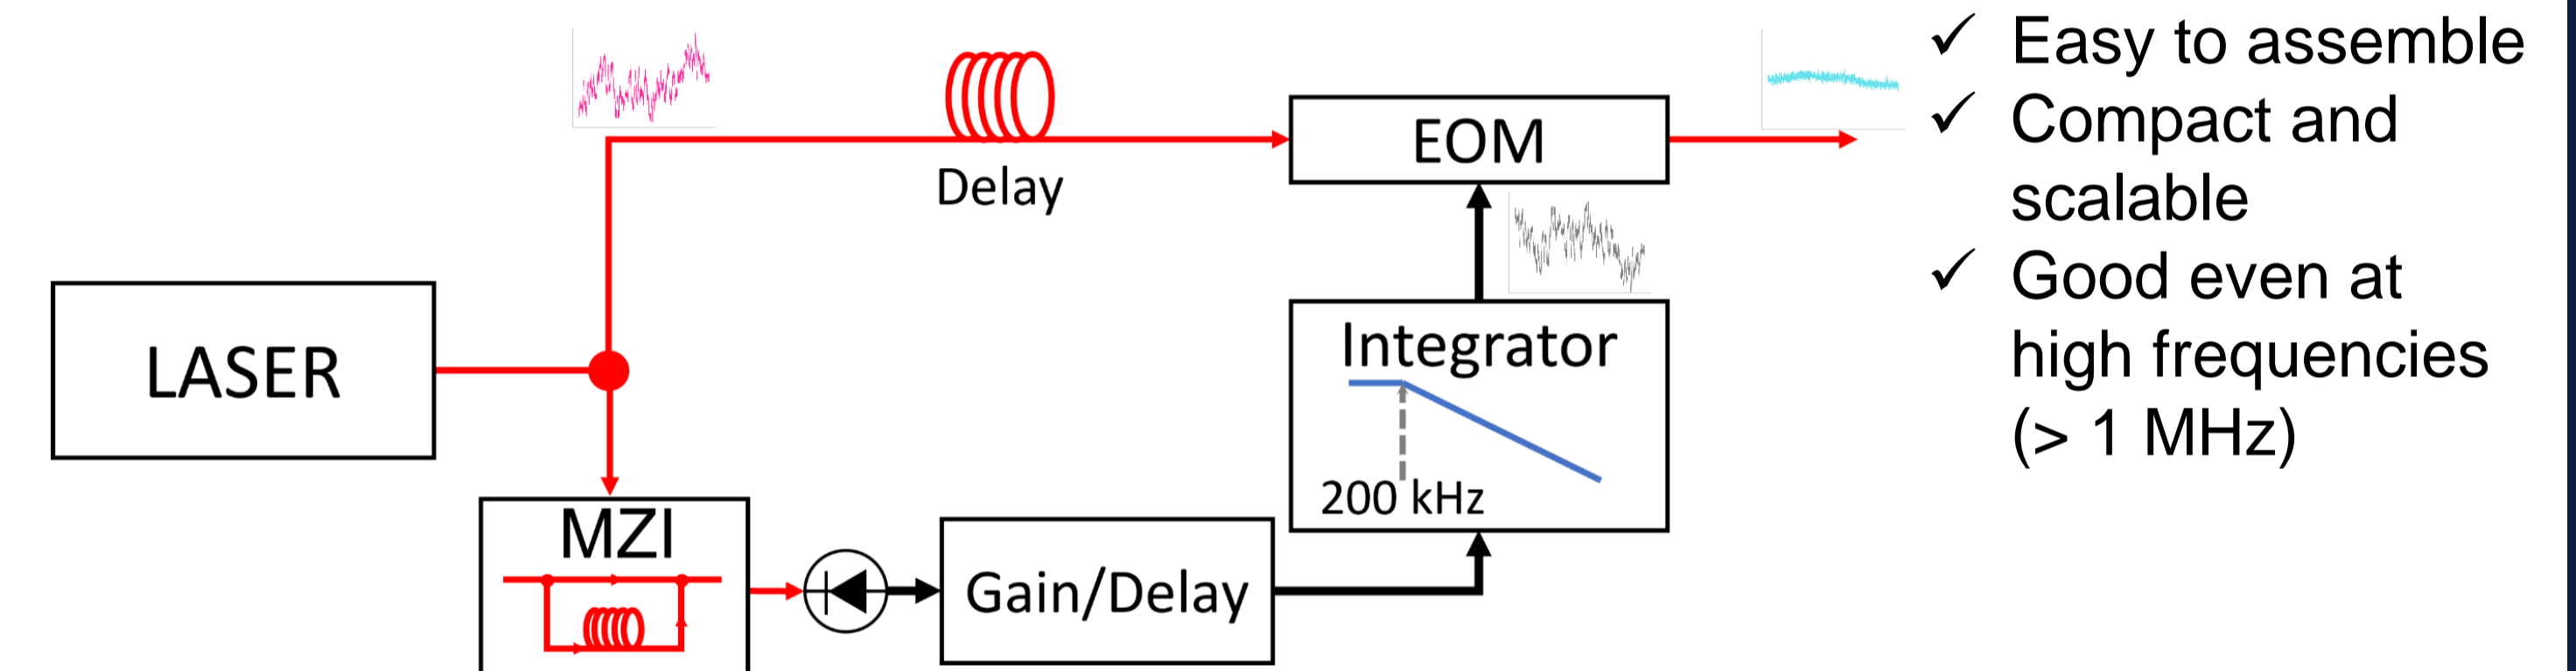 Delay
EOM
LASER
MZI
Gain/Delay
Integrator
200 kHz
✓ Easy to assemble
✓ Compact and
scalable
✓ Good even at
high frequencies
(> 1 MHz)